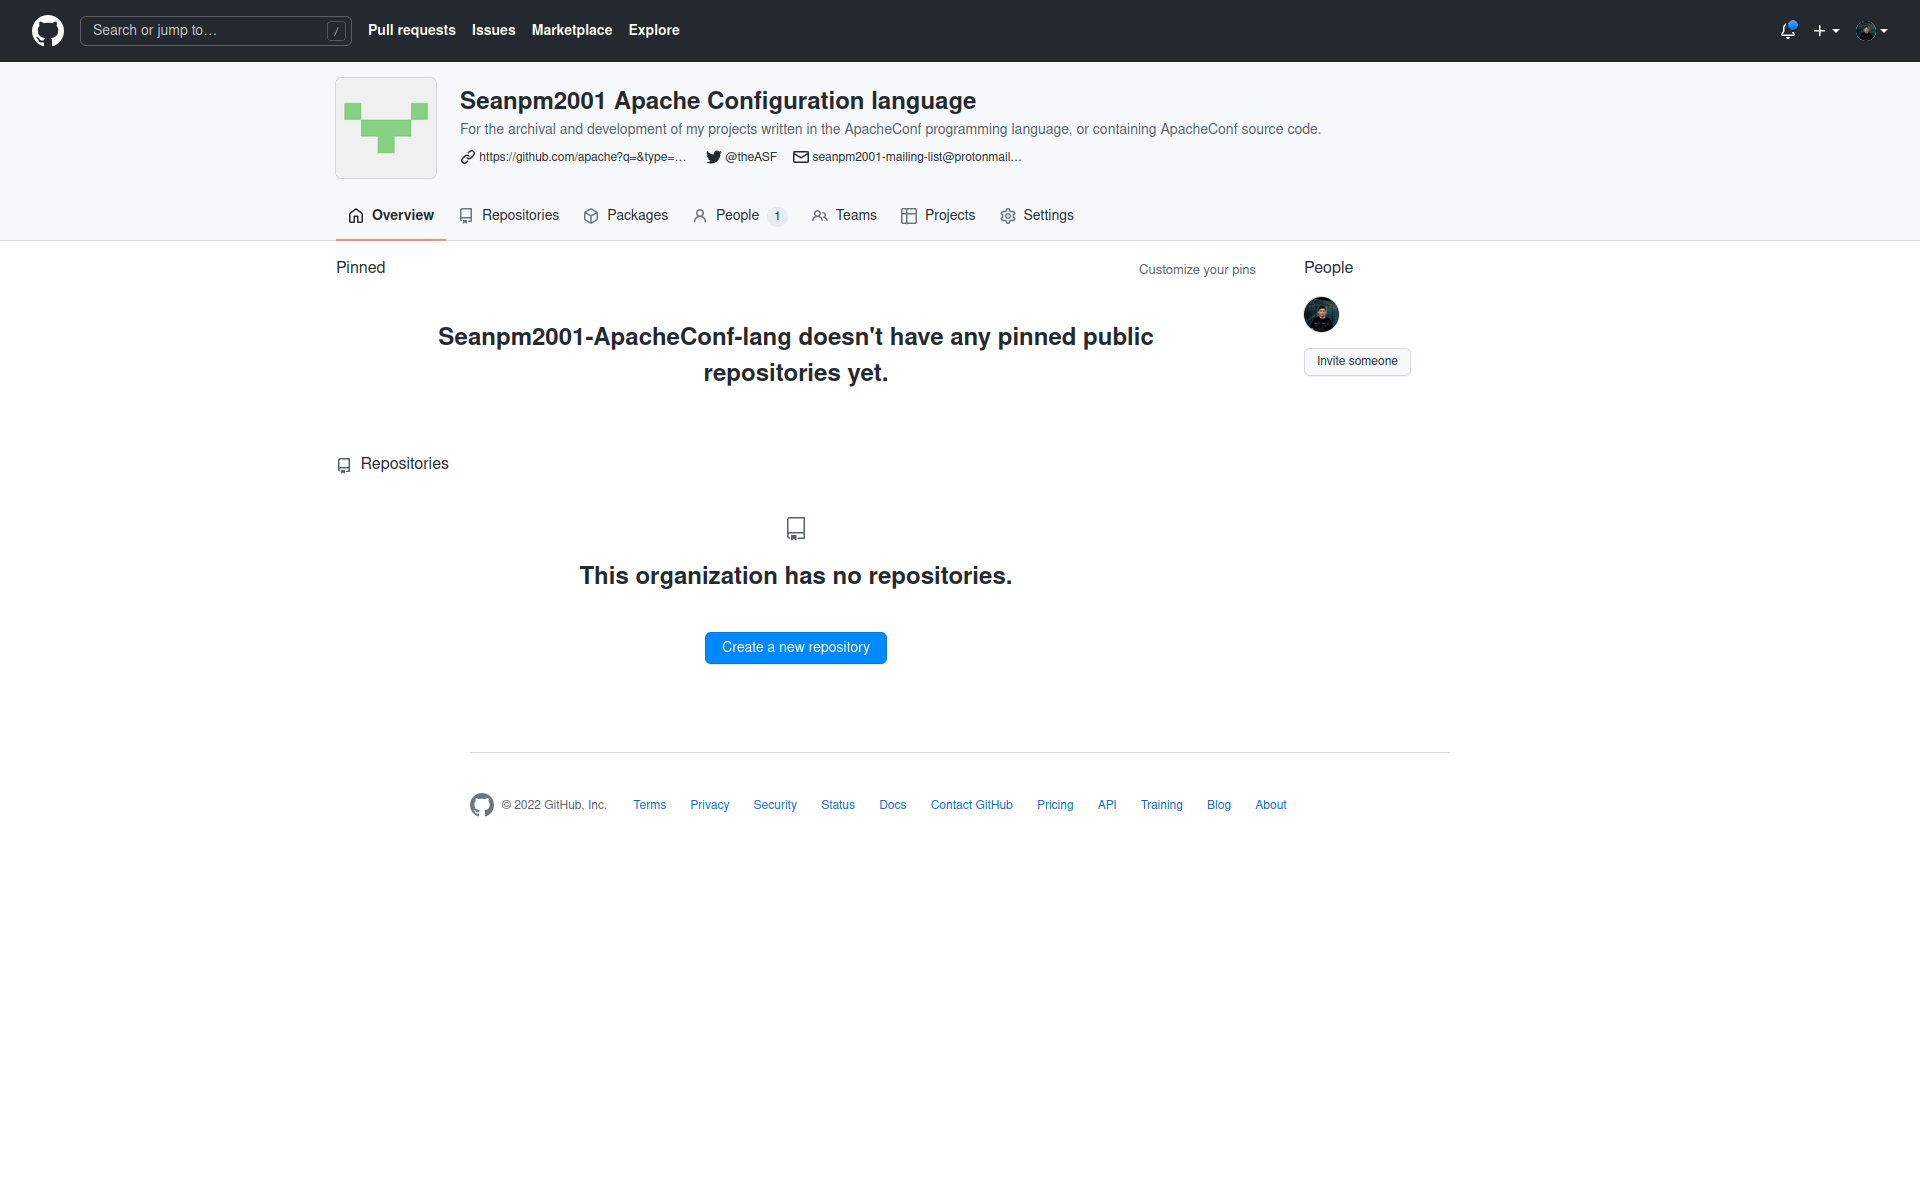 Search or jump to… /
Pull requests Issues Marketplace Explore
Seanpm2001 Apache Configuration language
For the archival and development of my projects written in the ApacheConf programming language, or containing ApacheConf source code.
https://github.com/apache?q=&type=… @theASF seanpm2001-mailing-list@protonmail…
Overview Repositories Packages People 1 Teams Projects Settings
Pinned Customize your pins
People
Invite someone
Seanpm2001-ApacheConf-lang doesn't have any pinned public
repositories yet.
Repositories
This organization has no repositories.
Create a new repository
© 2022 GitHub, Inc. Terms Privacy Security Status Docs Contact GitHub Pricing API Training Blog About